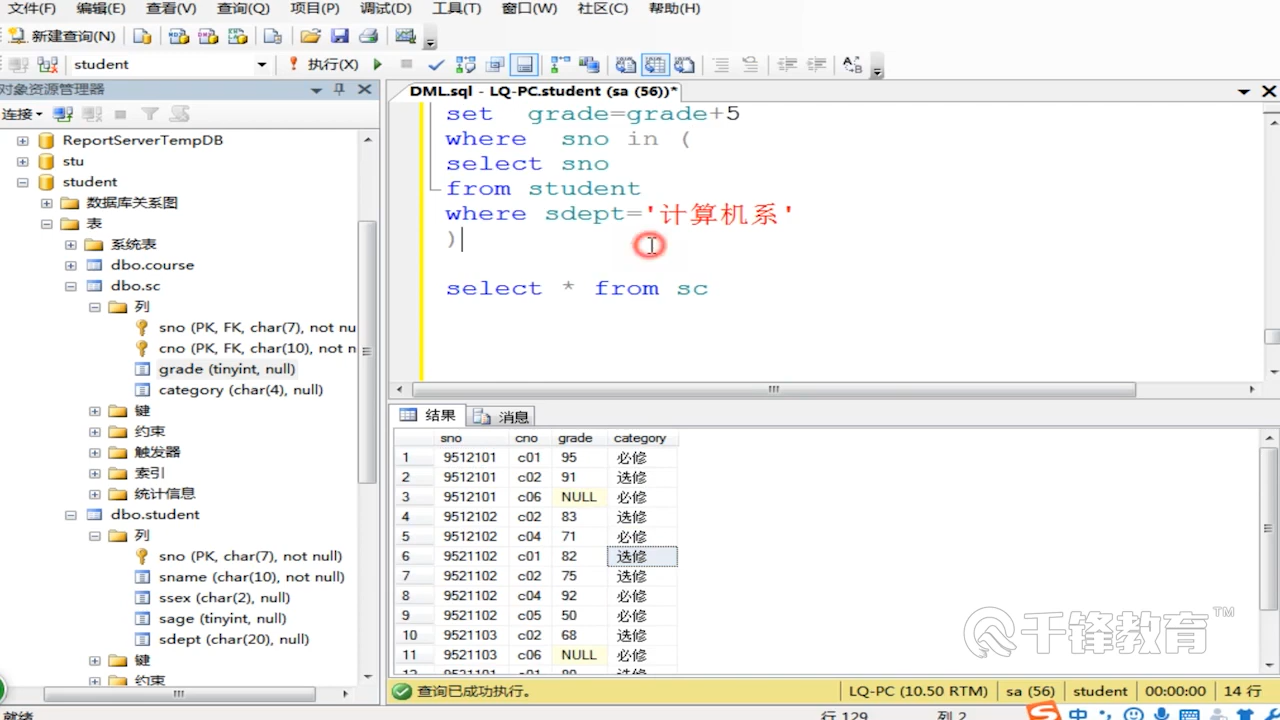 文件(F) 编辑(E) 查看(V) 查询(Q) 项目(P) 调试(D) 工具(T) 窗口(W) 社区(C) 帮助(H)
新建查询(N)
student 执行(X)
对象资源管理器
DML.sql - LQ-PC.student (sa (56))*
连接
ReportServerTempDB
stu
student
数据库关系图
表
系统表
dbo.course
dbo.sc
列
sno (PK, FK, char(7), not nu
cno (PK, FK, char(10), not n
grade (tinyint, null)
category (char(4), null)
键
约束
触发器
索引
统计信息
dbo.student
列
sno (PK, char(7), not null)
sname (char(10), not null)
ssex (char(2), null)
sage (tinyint, null)
sdept (char(20), null)
键
约束
set grade=grade+5
where sno in (
select sno
from student
where sdept='计算机系'
)
select * from sc
结果 消息
sno cno grade category
1 9512101 c01 95 必修
2 9512101 c02 91 选修
3 9512101 c06 NULL 必修
4 9512102 c02 83 选修
5 9512102 c04 71 必修
6 9521102 c01 82 选修
7 9521102 c02 75 选修
8 9521102 c04 92 必修
9 9521102 c05 50 必修
10 9521103 c02 68 选修
11 9521103 c06 NULL 必修
千锋教育 TM
查询已成功执行。 LQ-PC (10.50 RTM) sa (56) student 00:00:00 14 行
就绪 行 129 列 2
中